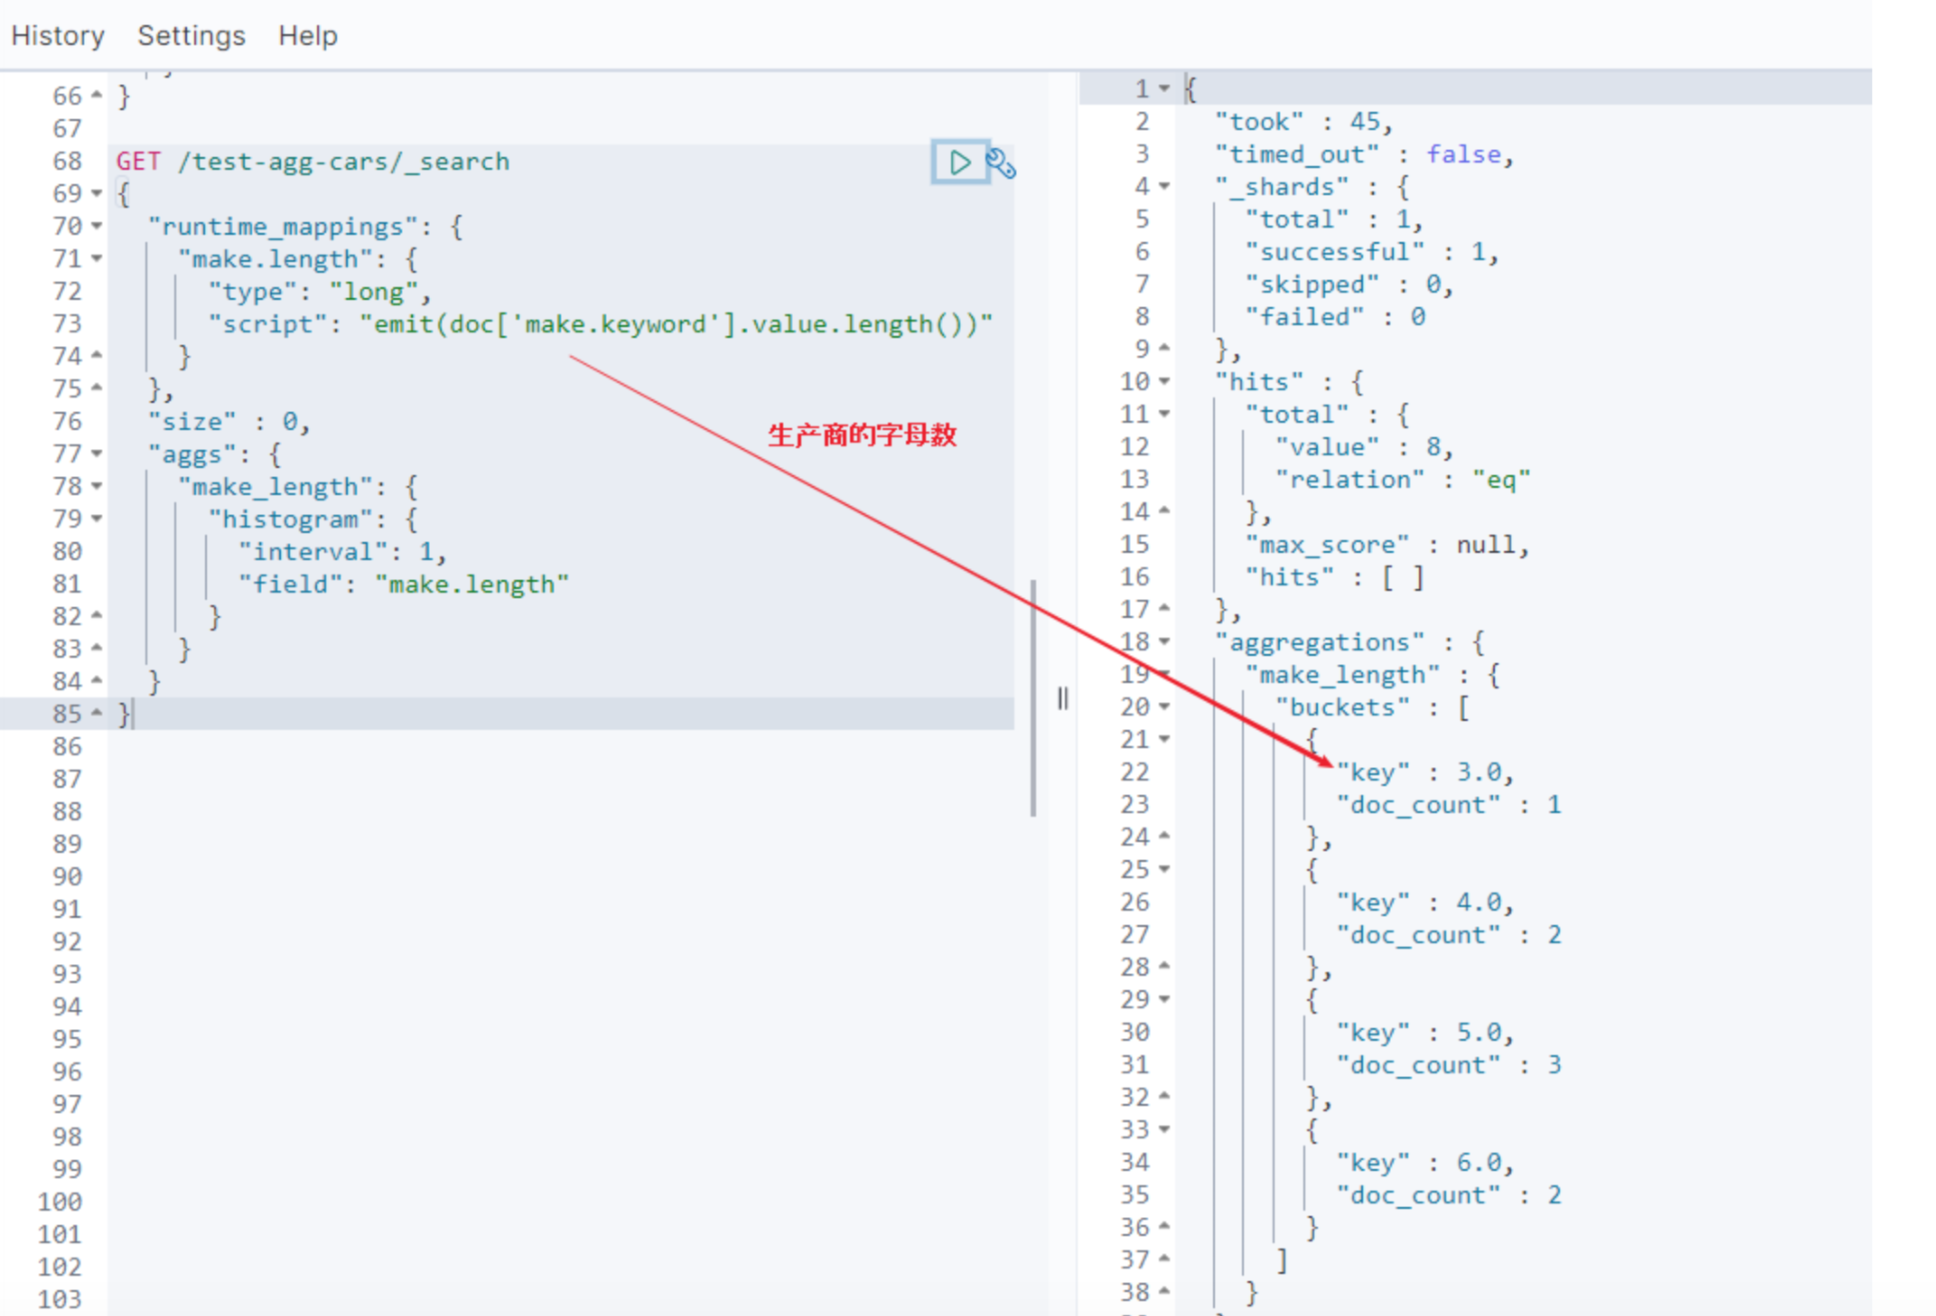 History Settings Help
66 }
67
68 GET /test-agg-cars/_search
69 {
70 "runtime_mappings": {
71 "make.length": {
72 "type": "long",
73 "script": "emit(doc['make.keyword'].value.length())"
74 }
75 },
76 "size" : 0,
77 "aggs": {
78 "make_length": {
79 "histogram": {
80 "interval": 1,
81 "field": "make.length"
82 }
83 }
84 }
85 }
86
87
88
89
90
91
92
93
94
95
96
97
98
99
100
101
102
103
生产商的字母数
1 {
2 "took" : 45,
3 "timed_out" : false,
4 "_shards" : {
5 "total" : 1,
6 "successful" : 1,
7 "skipped" : 0,
8 "failed" : 0
9 },
10 "hits" : {
11 "total" : {
12 "value" : 8,
13 "relation" : "eq"
14 },
15 "max_score" : null,
16 "hits" : [ ]
17 },
18 "aggregations" : {
19 "make_length" : {
20 "buckets" : [
21 {
22 "key" : 3.0,
23 "doc_count" : 1
24 },
25 {
26 "key" : 4.0,
27 "doc_count" : 2
28 },
29 {
30 "key" : 5.0,
31 "doc_count" : 3
32 },
33 {
34 "key" : 6.0,
35 "doc_count" : 2
36 }
37 ]
38 }